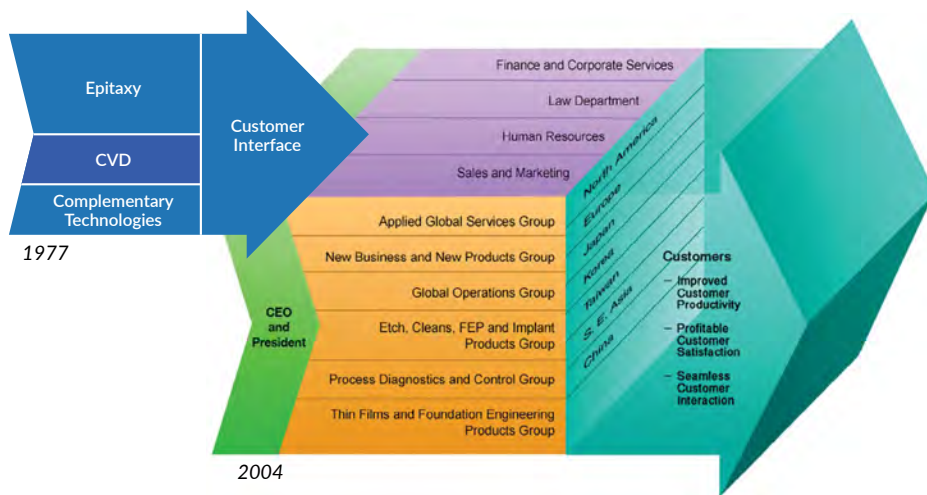 Epitaxy
CVD
Complementary
Technologies
Customer
Interface
1977
Finance and Corporate Services
Law Department
Human Resources
Sales and Marketing
North America
Europe
Japan
Korea
Taiwan
S. E. Asia
China
Applied Global Services Group
New Business and New Products Group
Global Operations Group
Etch, Cleans, FEP and Implant
Products Group
Process Diagnostics and Control Group
Thin Films and Foundation Engineering
Products Group
CEO
and
President
Customers
– Improved
Customer
Productivity
– Profitable
Customer
Satisfaction
– Seamless
Customer
Interaction
2004